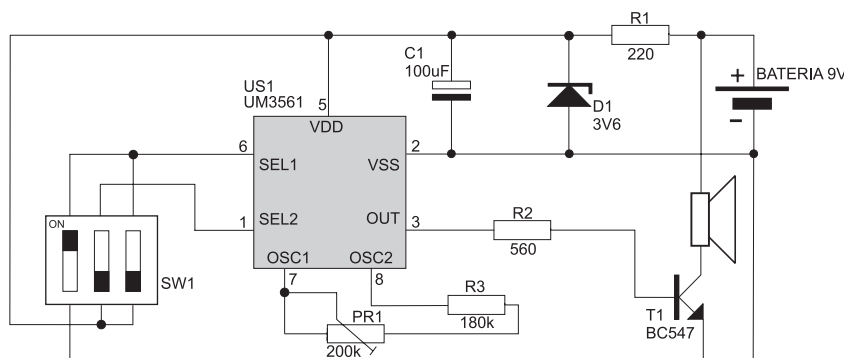 R1
220
C1
100uF
BATERIA 9V
+
-
US1
UM3561
5
VDD
D1
3V6
6
SEL1
2
VSS
1
SEL2
OUT
3
R2
560
ON
SW1
OSC1
OSC2
7
8
R3
180k
PR1
200k
T1
BC547